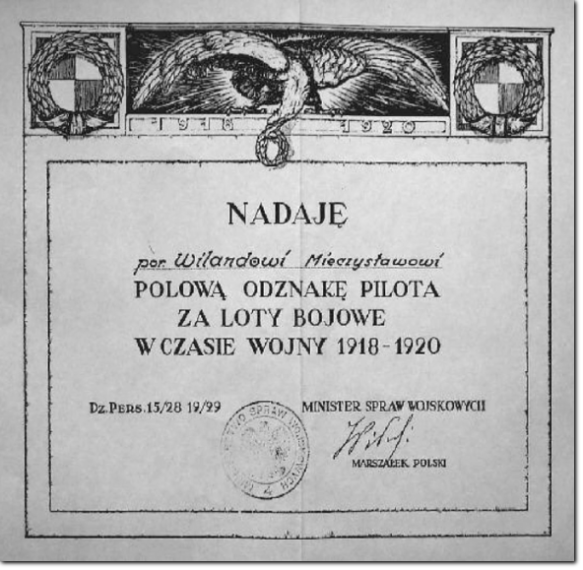 1918 1920
NADAJĘ
por. Wilandowi Mieczysławowi
POLOWĄ ODZNAKĘ PILOTA
ZA LOTY BOJOWE
W CZASIE WOJNY 1918-1920
Dz. PERS. 15/28 19/29 MINISTER SPRAW WOJSKOWYCH
MARSZAŁEK POLSKI